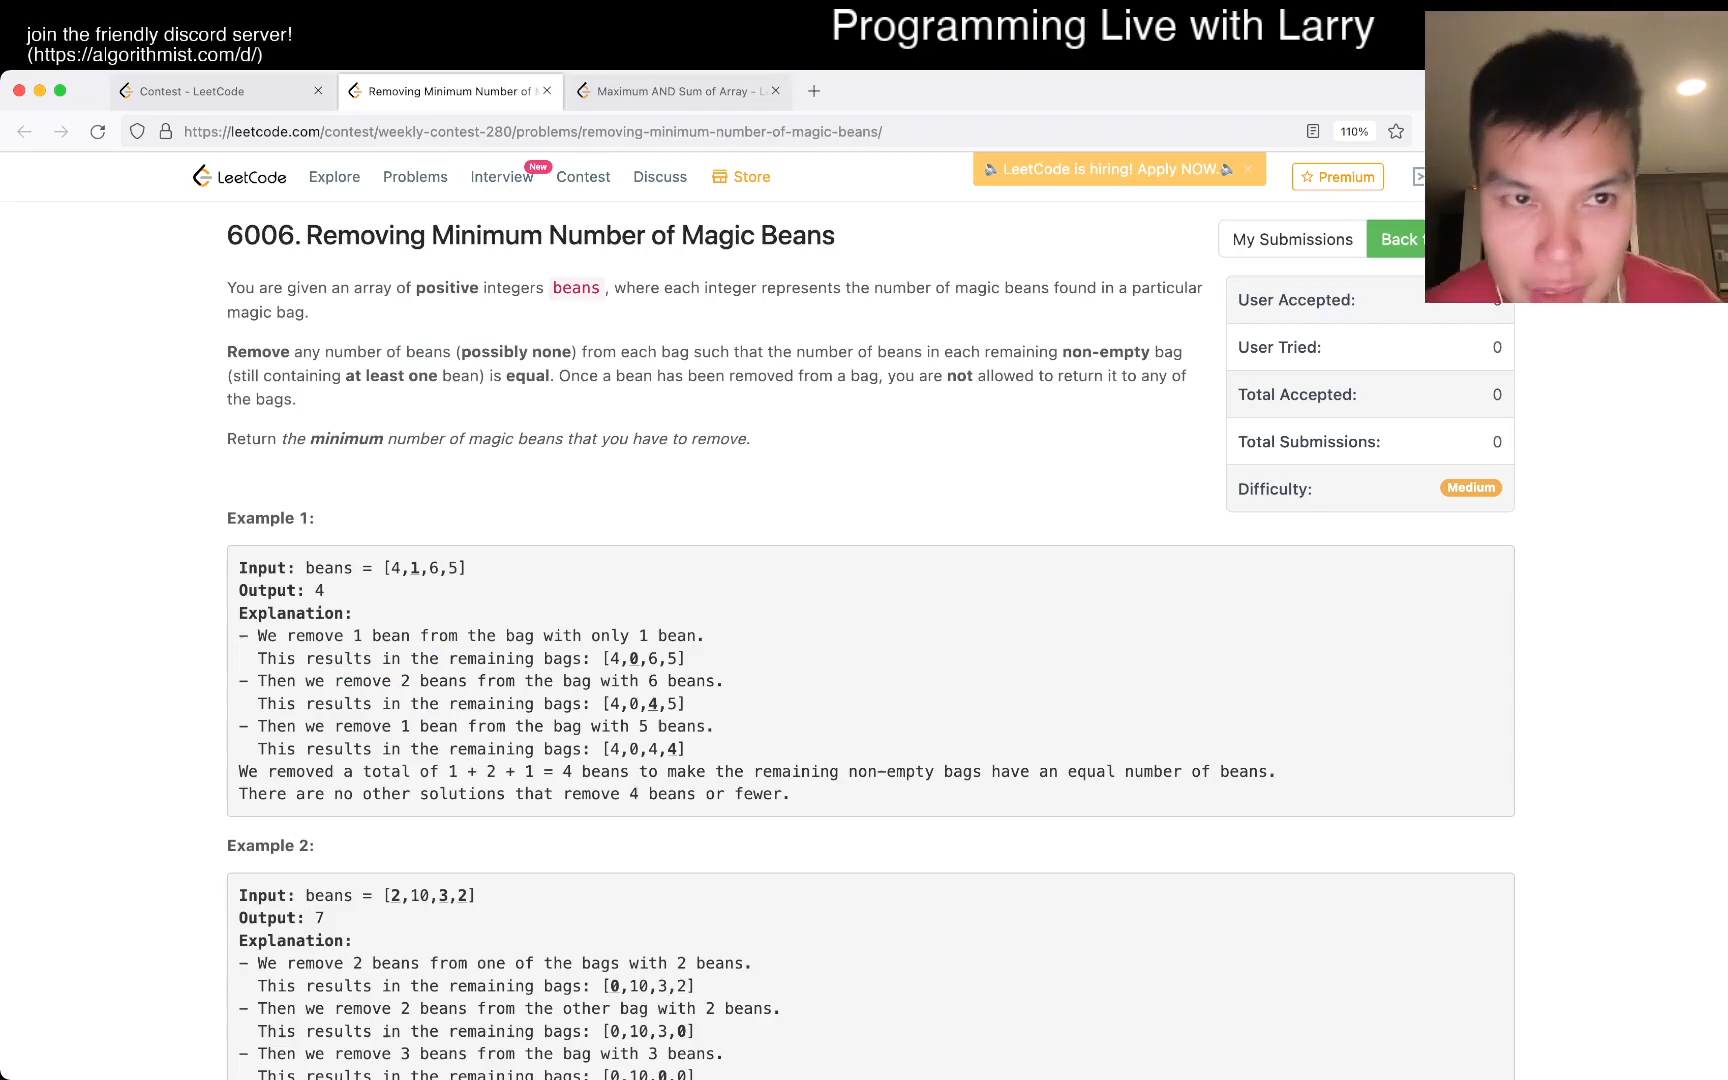 join the friendly discord server!
(https://algorithmist.com/d/)
Programming Live with Larry
Contest - LeetCode
Removing Minimum Number of
Maximum AND Sum of Array -
https://leetcode.com/contest/weekly-contest-280/problems/removing-minimum-number-of-magic-beans/
110%
LeetCode
Explore
Problems
Interview
New
Contest
Discuss
Store
LeetCode is hiring! Apply NOW.
Premium
6006. Removing Minimum Number of Magic Beans
My Submissions
Back
You are given an array of positive integers beans, where each integer represents the number of magic beans found in a particular
magic bag.
Remove any number of beans (possibly none) from each bag such that the number of beans in each remaining non-empty bag
(still containing at least one bean) is equal. Once a bean has been removed from a bag, you are not allowed to return it to any of
the bags.
Return the minimum number of magic beans that you have to remove.
User Accepted:
User Tried: 0
Total Accepted: 0
Total Submissions: 0
Difficulty: Medium
Example 1:
Input: beans = [4,1,6,5]
Output: 4
Explanation:
- We remove 1 bean from the bag with only 1 bean.
This results in the remaining bags: [4,0,6,5]
- Then we remove 2 beans from the bag with 6 beans.
This results in the remaining bags: [4,0,4,5]
- Then we remove 1 bean from the bag with 5 beans.
This results in the remaining bags: [4,0,4,4]
We removed a total of 1 + 2 + 1 = 4 beans to make the remaining non-empty bags have an equal number of beans.
There are no other solutions that remove 4 beans or fewer.
Example 2:
Input: beans = [2,10,3,2]
Output: 7
Explanation:
- We remove 2 beans from one of the bags with 2 beans.
This results in the remaining bags: [0,10,3,2]
- Then we remove 2 beans from the other bag with 2 beans.
This results in the remaining bags: [0,10,3,0]
- Then we remove 3 beans from the bag with 3 beans.
This results in the remaining bags: [0,10,0,0]